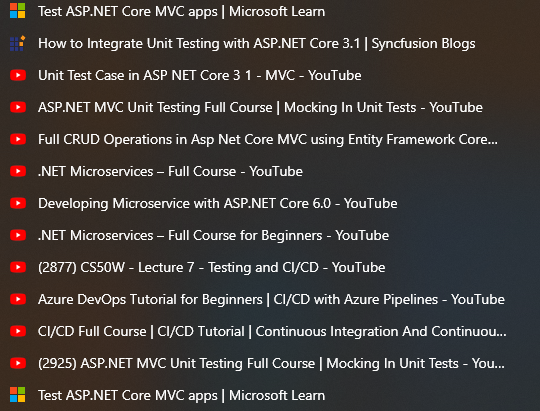 Test ASP.NET Core MVC apps | Microsoft Learn
How to Integrate Unit Testing with ASP.NET Core 3.1 | Syncfusion Blogs
Unit Test Case in ASP NET Core 3 1 - MVC - YouTube
ASP.NET MVC Unit Testing Full Course | Mocking In Unit Tests - YouTube
Full CRUD Operations in Asp Net Core MVC using Entity Framework Core...
.NET Microservices – Full Course - YouTube
Developing Microservice with ASP.NET Core 6.0 - YouTube
.NET Microservices – Full Course for Beginners - YouTube
(2877) CS50W - Lecture 7 - Testing and CI/CD - YouTube
Azure DevOps Tutorial for Beginners | CI/CD with Azure Pipelines - YouTube
CI/CD Full Course | CI/CD Tutorial | Continuous Integration And Continuou...
(2925) ASP.NET MVC Unit Testing Full Course | Mocking In Unit Tests - You...
Test ASP.NET Core MVC apps | Microsoft Learn